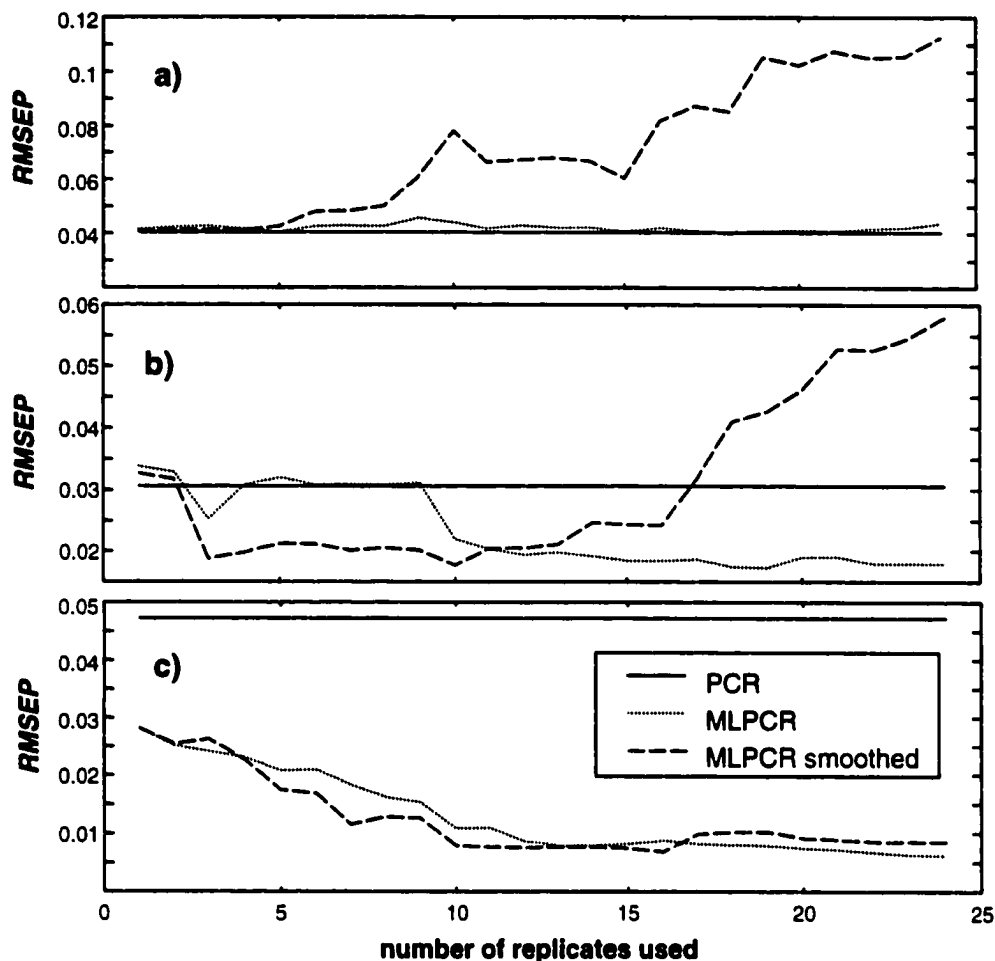 0.12
a)
0.1
0.08
0.06
0.04
RMSEP
0.06
b)
0.05
0.04
0.03
0.02
RMSEP
0.05
c)
0.04
0.03
0.02
0.01
RMSEP
PCR
MLPCR
MLPCR smoothed
0 5 10 15 20 25
number of replicates used